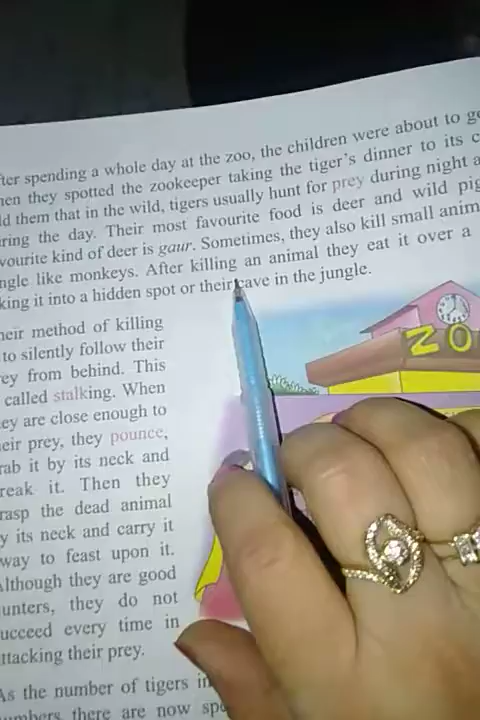 fter spending a whole day at the zoo, the children were about to ge
hen they spotted the zookeeper taking the tiger's dinner to its c
ld them that in the wild, tigers usually hunt for prey during night a
ring the day. Their most favourite food is deer and wild pig
vourite kind of deer is gaur. Sometimes, they also kill small anim
ngle like monkeys. After killing an animal they eat it over a
king it into a hidden spot or their cave in the jungle.
heir method of killing
to silently follow their
ey from behind. This
called stalking. When
ey are close enough to
eir prey, they pounce,
rab it by its neck and
reak it. Then they
rasp the dead animal
y its neck and carry it
way to feast upon it.
Although they are good
unters, they do not
ucceed every time in
ttacking their prey.
As the number of tigers in
umbers, there are now spe
ZO